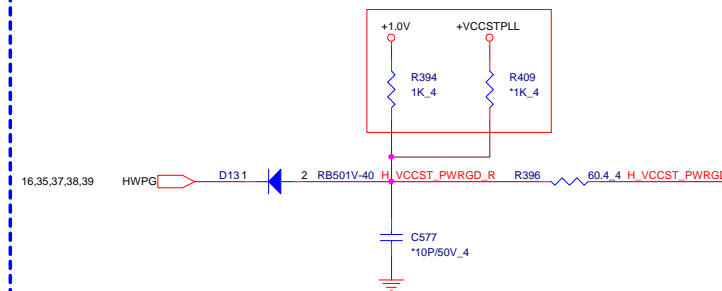 +1.0V +VCCSTPLL
R394 R409
1K_4 *1K_4
16,35,37,38,39 HWPG D13 1 2 RB501V-40 H_VCCST_PWRGD_R R396 60.4_4 H_VCCST_PWRGD
C577
*10P/50V_4